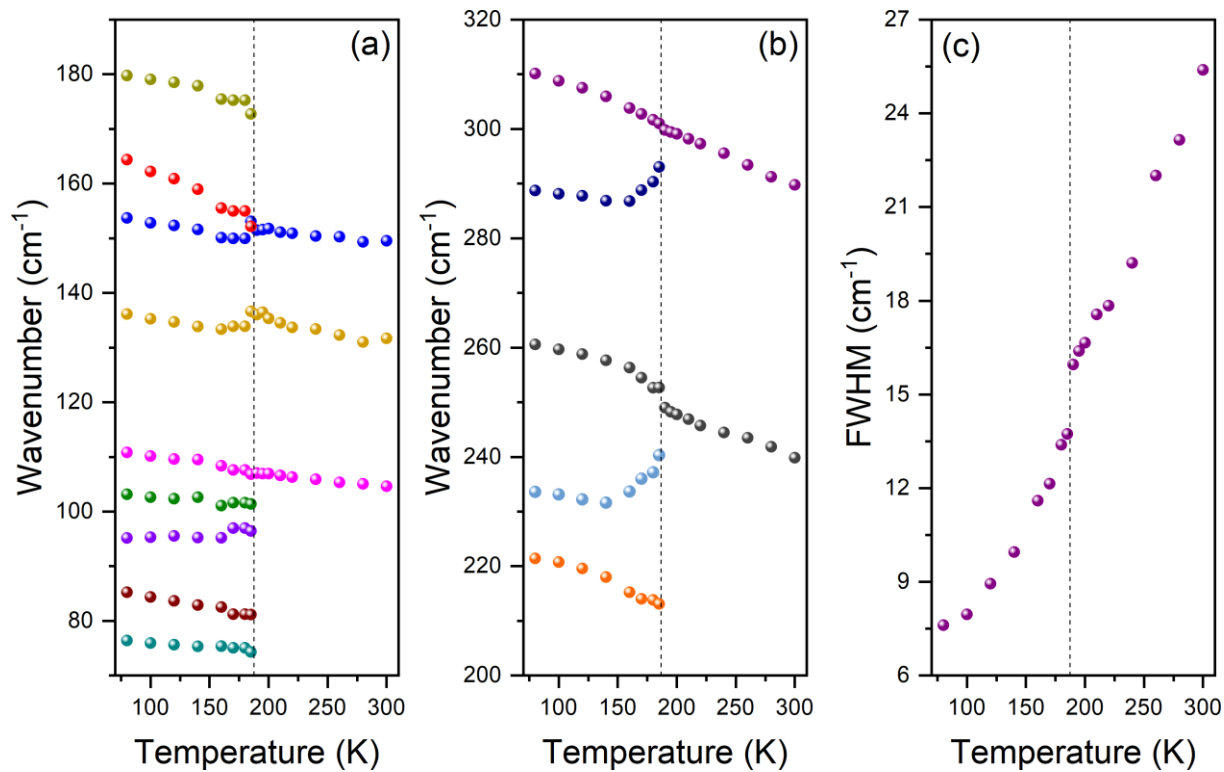 (a)
180
160
140
120
100
80
Wavenumber (cm⁻¹)
100 150 200 250 300
Temperature (K)
(b)
320
300
280
260
240
220
200
Wavenumber (cm⁻¹)
100 150 200 250 300
Temperature (K)
(c)
27
24
21
18
15
12
9
6
FWHM (cm⁻¹)
100 150 200 250 300
Temperature (K)